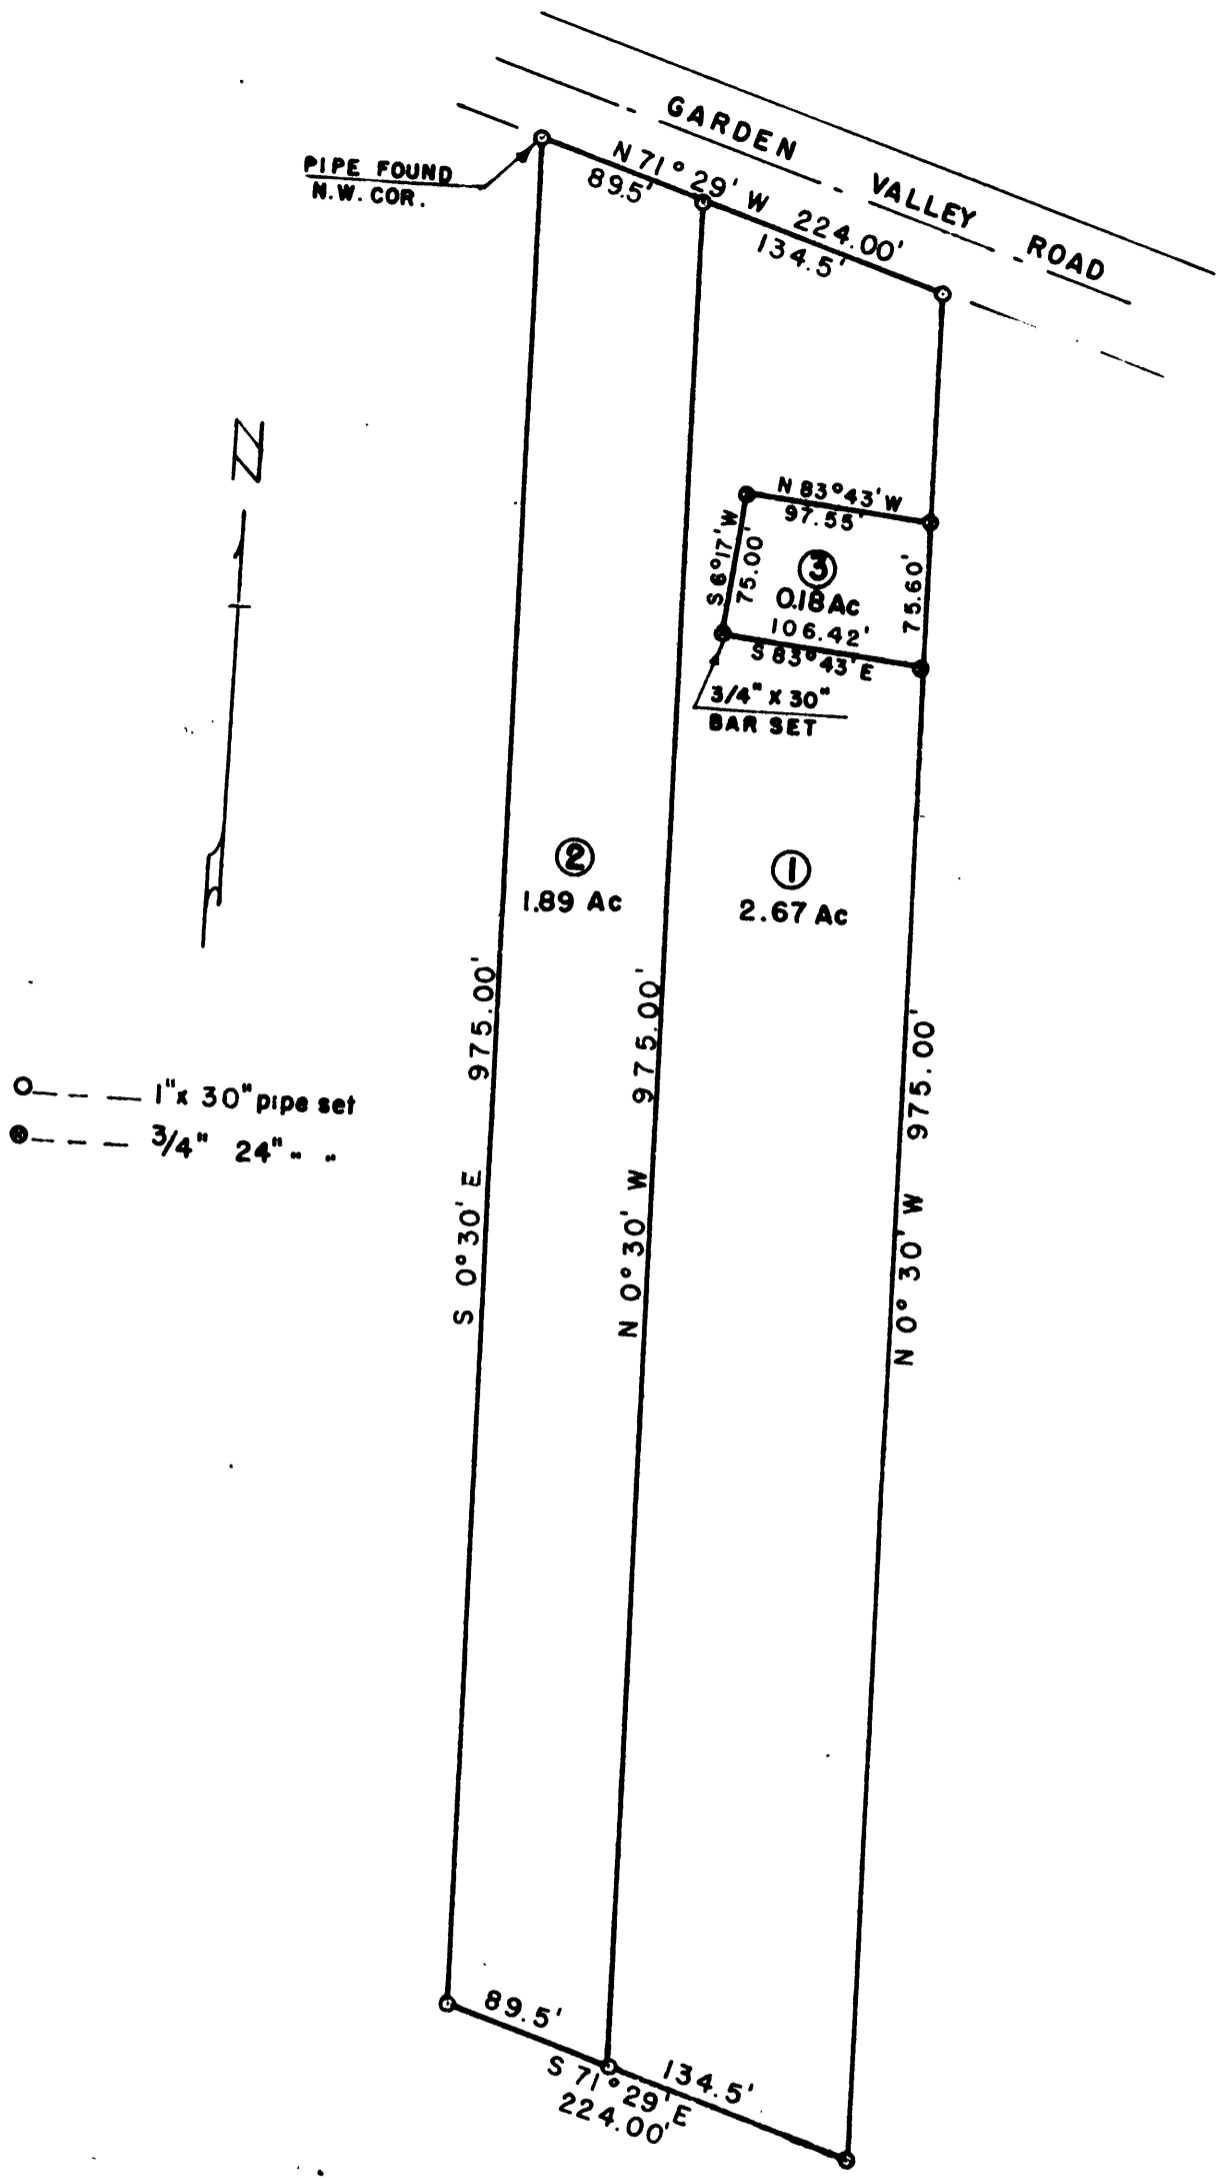 GARDEN VALLEY ROAD
PIPE FOUND
N.W. COR.
N 71° 29' W 224.00'
89.5'
134.5'
N
N 83°43' W
97.55'
S 6°17' W
75.00'
③
0.18 Ac
75.60'
106.42'
S 83°43' E
3/4" X 30"
BAR SET
②
1.89 Ac
①
2.67 Ac
S 0°30' E 975.00'
N 0°30' W 975.00'
N 0°30' W 975.00'
1" x 30" pipe set
3/4" 24" " "
89.5'
134.5'
S 71°29' E
224.00'